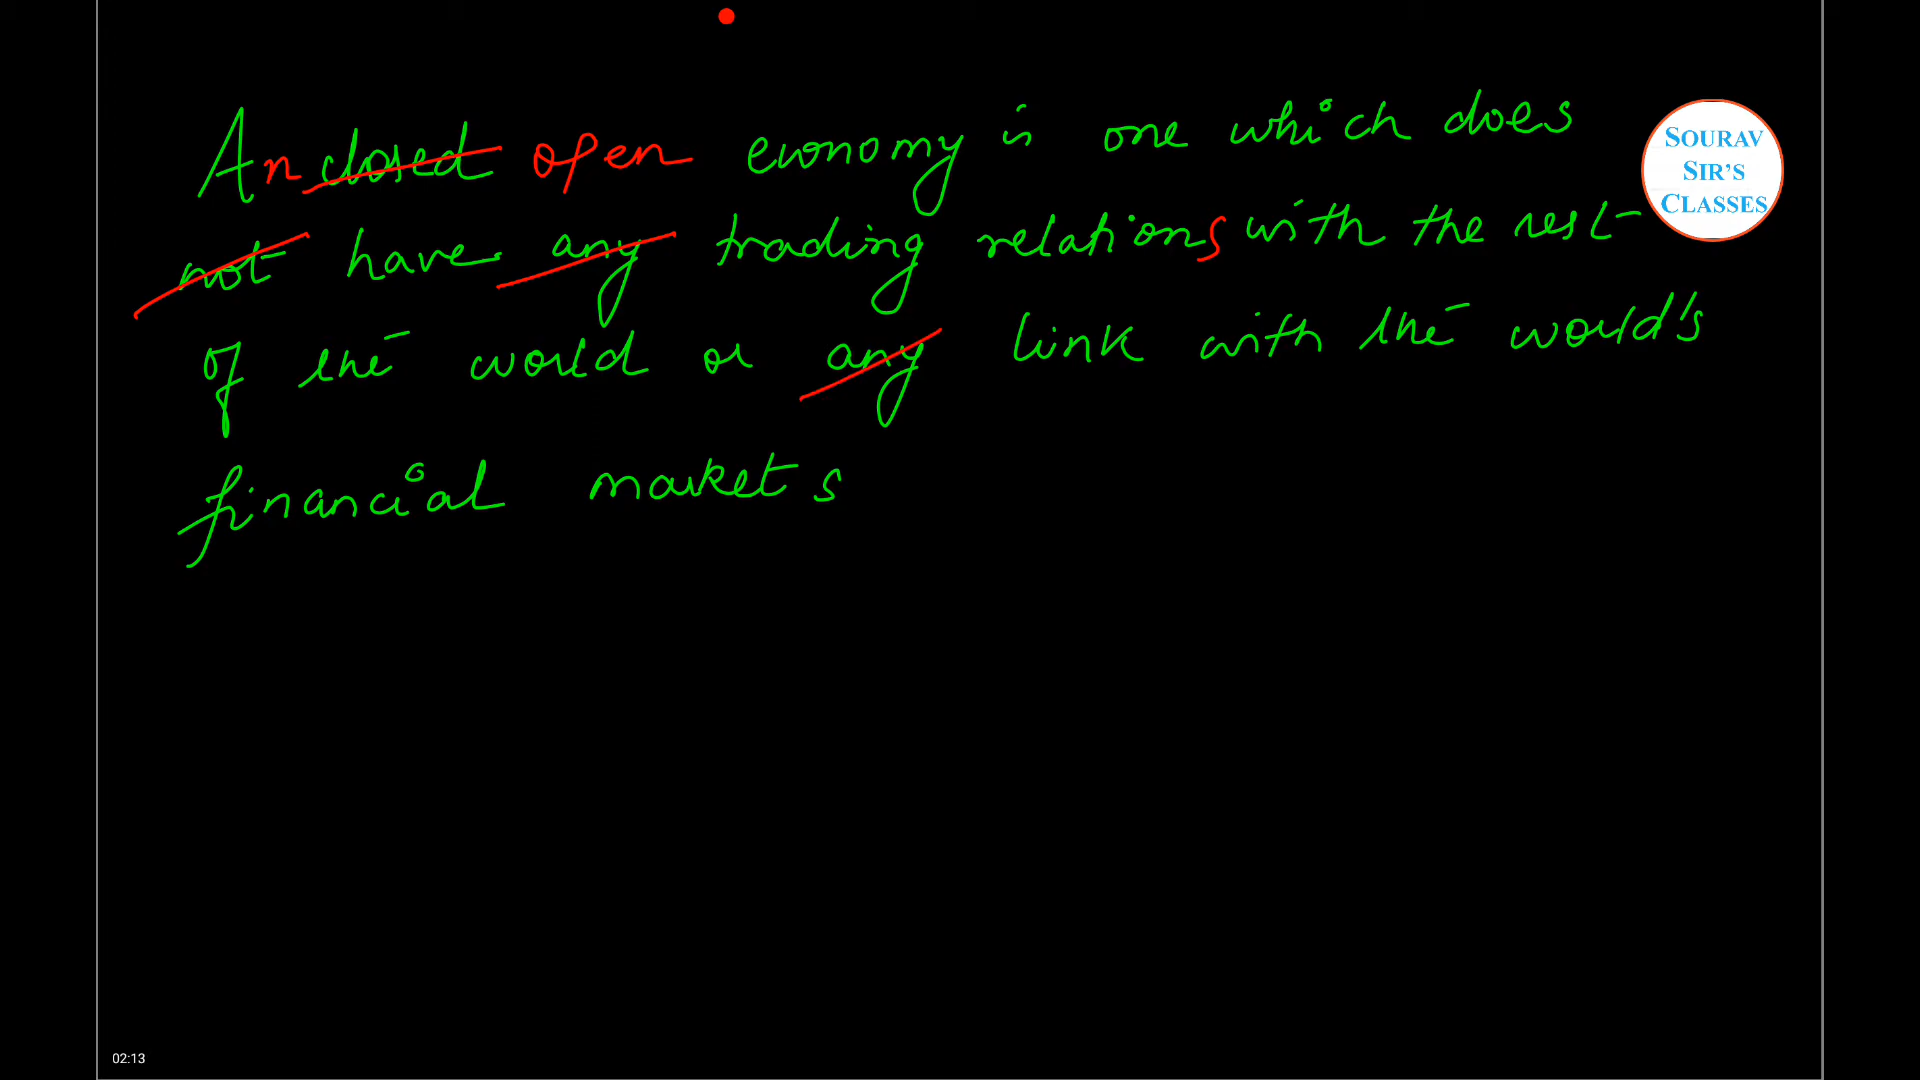 An closed open economy is one which does
not have any trading relations with the rest
of the world or any link with the world's
financial markets
SOURAV
SIR'S
CLASSES
02:13